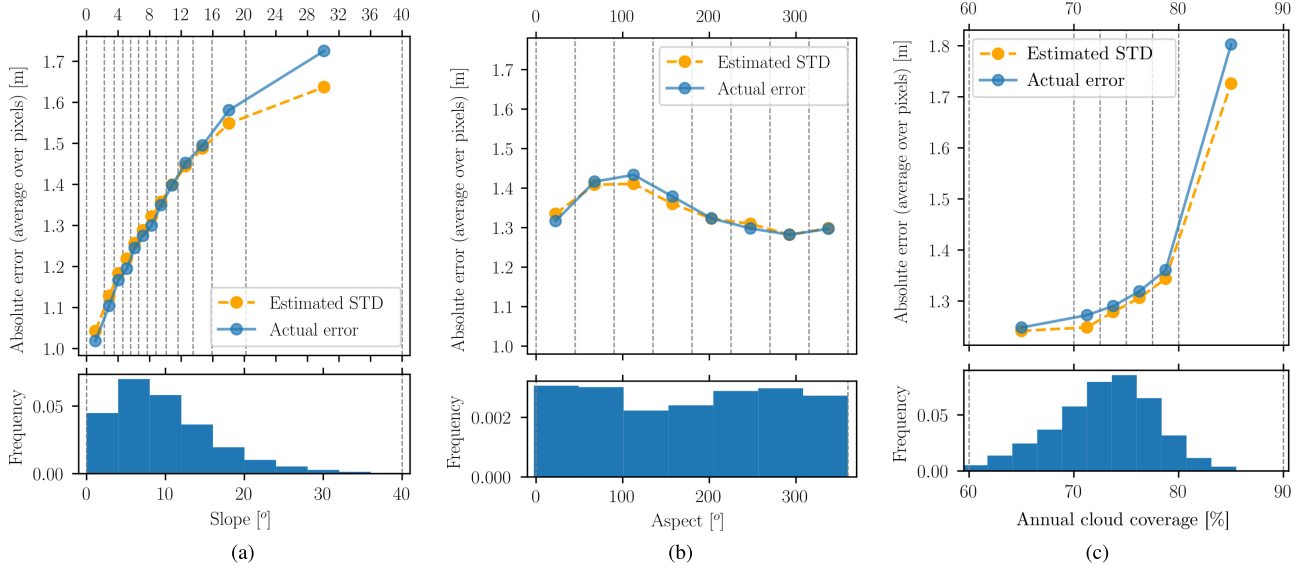 0 4 8 12 16 20 24 28 32 36 40
1.7
1.6
1.5
1.4
1.3
1.2
1.1
1.0
Absolute error (average over pixels) [m]
Estimated STD
Actual error
0.05
0.00
Frequency
0 10 20 30 40
Slope [o]
(a)
0 100 200 300
1.7
1.6
1.5
1.4
1.3
1.2
1.1
1.0
Absolute error (average over pixels) [m]
Estimated STD
Actual error
0.002
0.000
Frequency
0 100 200 300
Aspect [o]
(b)
60 65 70 75 80 85 90
1.8
1.7
1.6
1.5
1.4
1.3
Absolute error (average over pixels) [m]
Estimated STD
Actual error
0.05
0.00
Frequency
60 70 80 90
Annual cloud coverage [%]
(c)